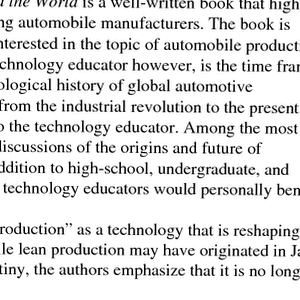 the World is a well-written book that high
ng automobile manufacturers. The book is
nterested in the topic of automobile product
chnology educator however, is the time fra
ological history of global automotive
from the industrial revolution to the present
o the technology educator. Among the most
discussions of the origins and future of
ddition to high-school, undergraduate, and
technology educators would personally ben
roduction” as a technology that is reshaping
le lean production may have originated in Ja
tiny, the authors emphasize that it is no long